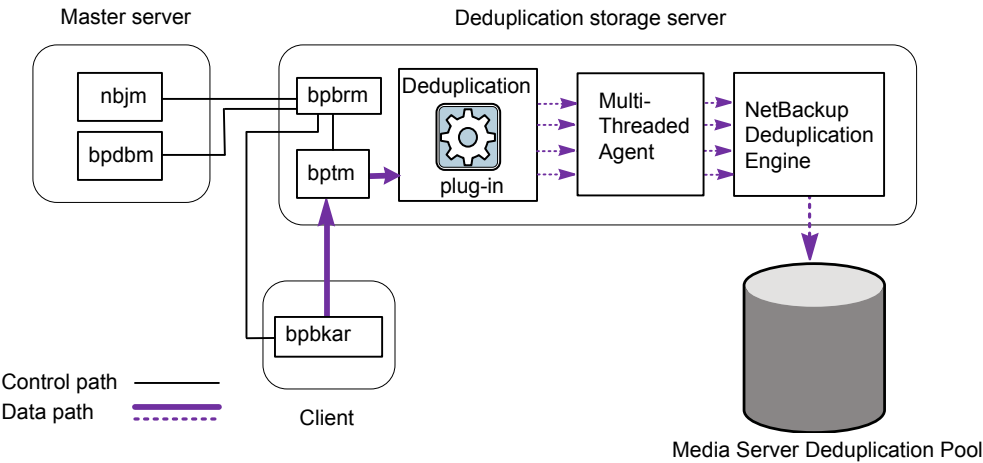 Master server
Deduplication storage server
nbjm
bpdbm
bpbrm
bptm
Deduplication
plug-in
Multi-
Threaded
Agent
NetBackup
Deduplication
Engine
bpbkar
Client
Control path
Data path
Media Server Deduplication Pool